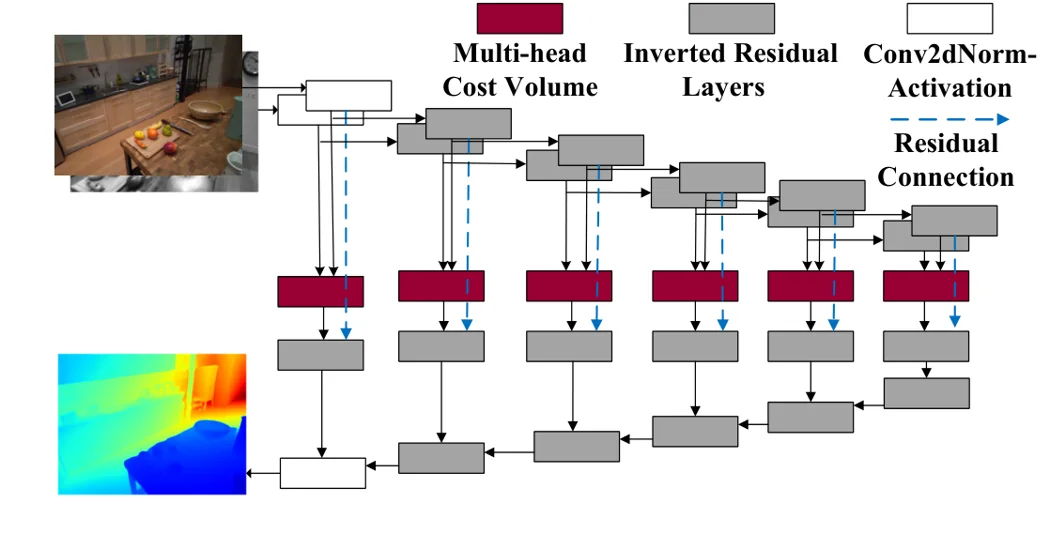 Multi-head
Cost Volume
Inverted Residual
Layers
Conv2dNorm-
Activation
Residual
Connection